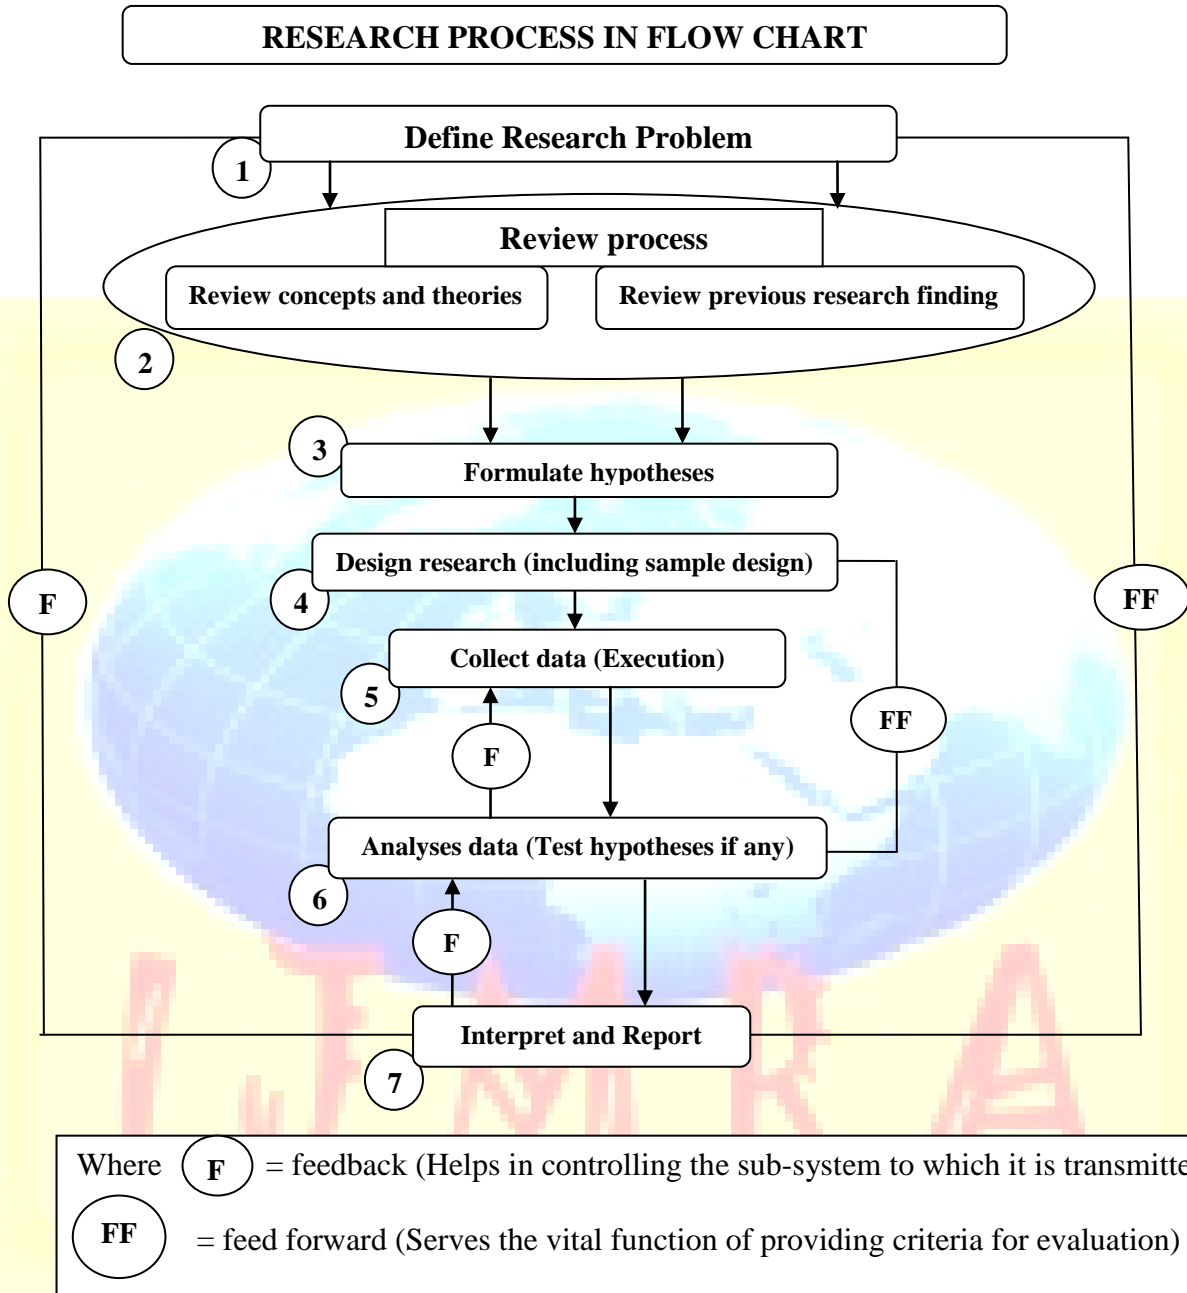 RESEARCH PROCESS IN FLOW CHART
Define Research Problem
1
Review process
Review concepts and theories
Review previous research finding
2
3
Formulate hypotheses
Design research (including sample design)
4
F
FF
Collect data (Execution)
5
FF
F
Analyses data (Test hypotheses if any)
6
F
Interpret and Report
7
IJMRA
Where F = feedback (Helps in controlling the sub-system to which it is transmitte
FF = feed forward (Serves the vital function of providing criteria for evaluation)